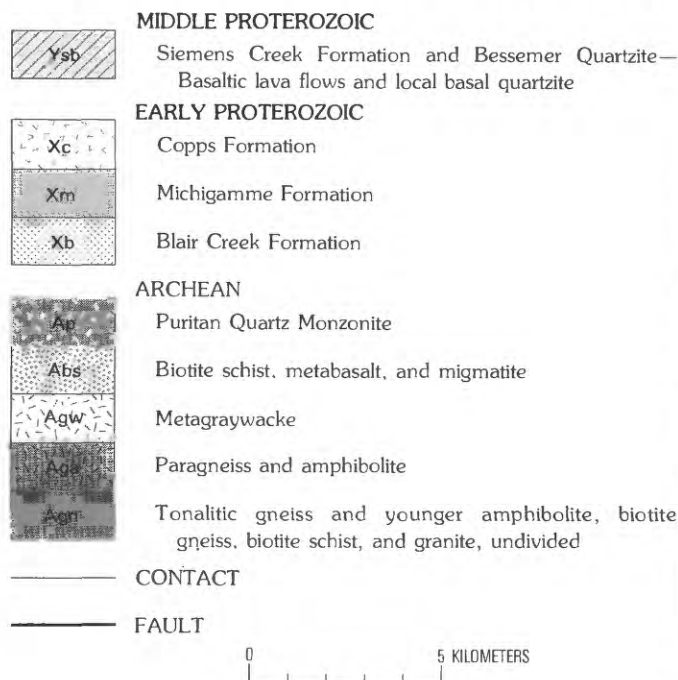 MIDDLE PROTEROZOIC
Ysb Siemens Creek Formation and Bessemer Quartzite—
Basaltic lava flows and local basal quartzite
EARLY PROTEROZOIC
Xc Copps Formation
Xm Michigamme Formation
Xb Blair Creek Formation
ARCHEAN
Ap Puritan Quartz Monzonite
Abs Biotite schist, metabasalt, and migmatite
Agw Metagraywacke
Aga Paragneiss and amphibolite
Agn Tonalitic gneiss and younger amphibolite, biotite
gneiss, biotite schist, and granite, undivided
CONTACT
FAULT
0 5 KILOMETERS